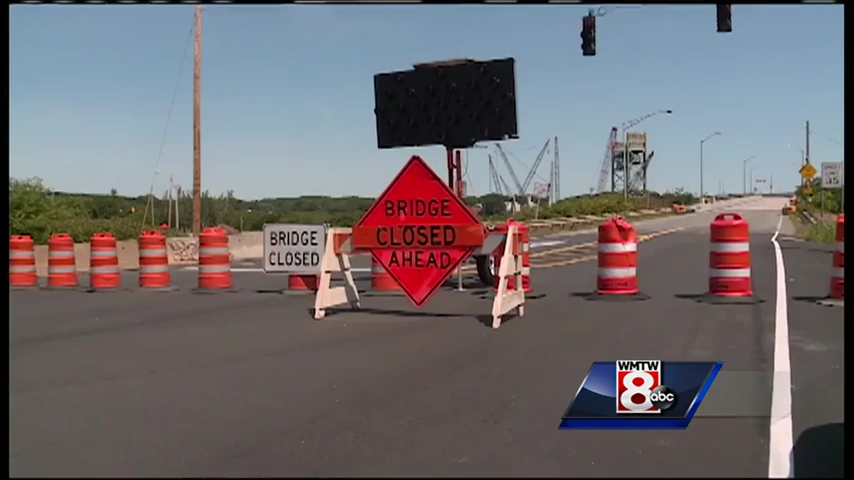 BRIDGE
CLOSED
BRIDGE
CLOSED
AHEAD
WMTW
8
abc